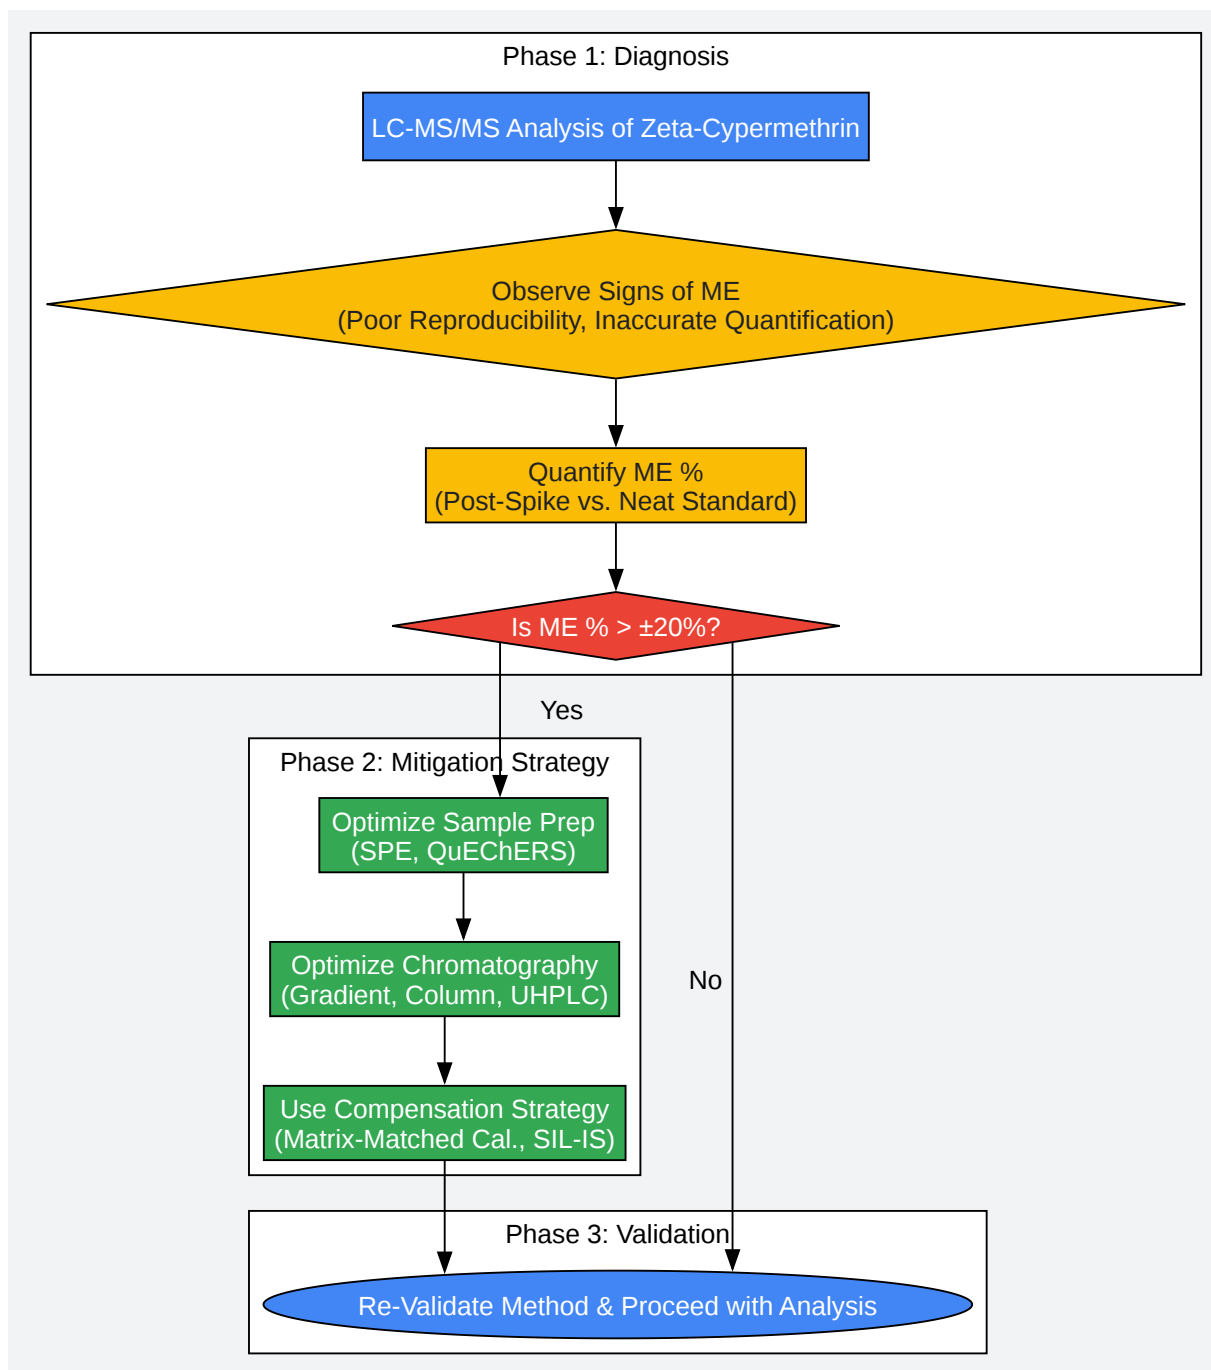 Phase 1: Diagnosis
LC-MS/MS Analysis of Zeta-Cypermethrin
Observe Signs of ME
(Poor Reproducibility, Inaccurate Quantification)
Quantify ME %
(Post-Spike vs. Neat Standard)
Is ME % > ±20%?
Yes
Phase 2: Mitigation Strategy
Optimize Sample Prep
(SPE, QuEChERS)
Optimize Chromatography
(Gradient, Column, UHPLC)
No
Use Compensation Strategy
(Matrix-Matched Cal., SIL-IS)
Phase 3: Validation
Re-Validate Method & Proceed with Analysis